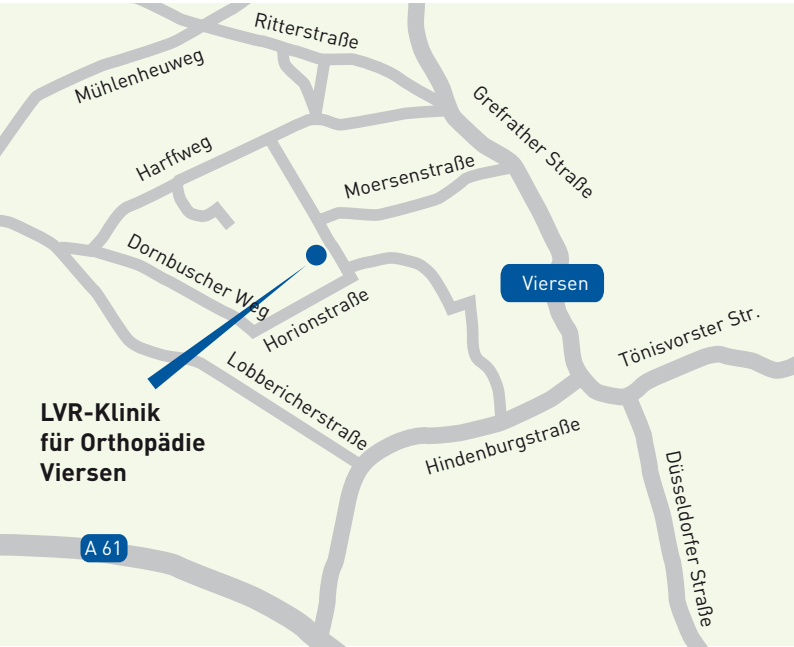 Ritterstraße
Mühlenheuweg
Grefrather Straße
Harffweg
Moersenstraße
Dornbuscher Weg
Viersen
Horionstraße
Tönisvorster Str.
Lobbericherstraße
LVR-Klinik
für Orthopädie
Viersen
Hindenburgstraße
Düsseldorfer Straße
A 61